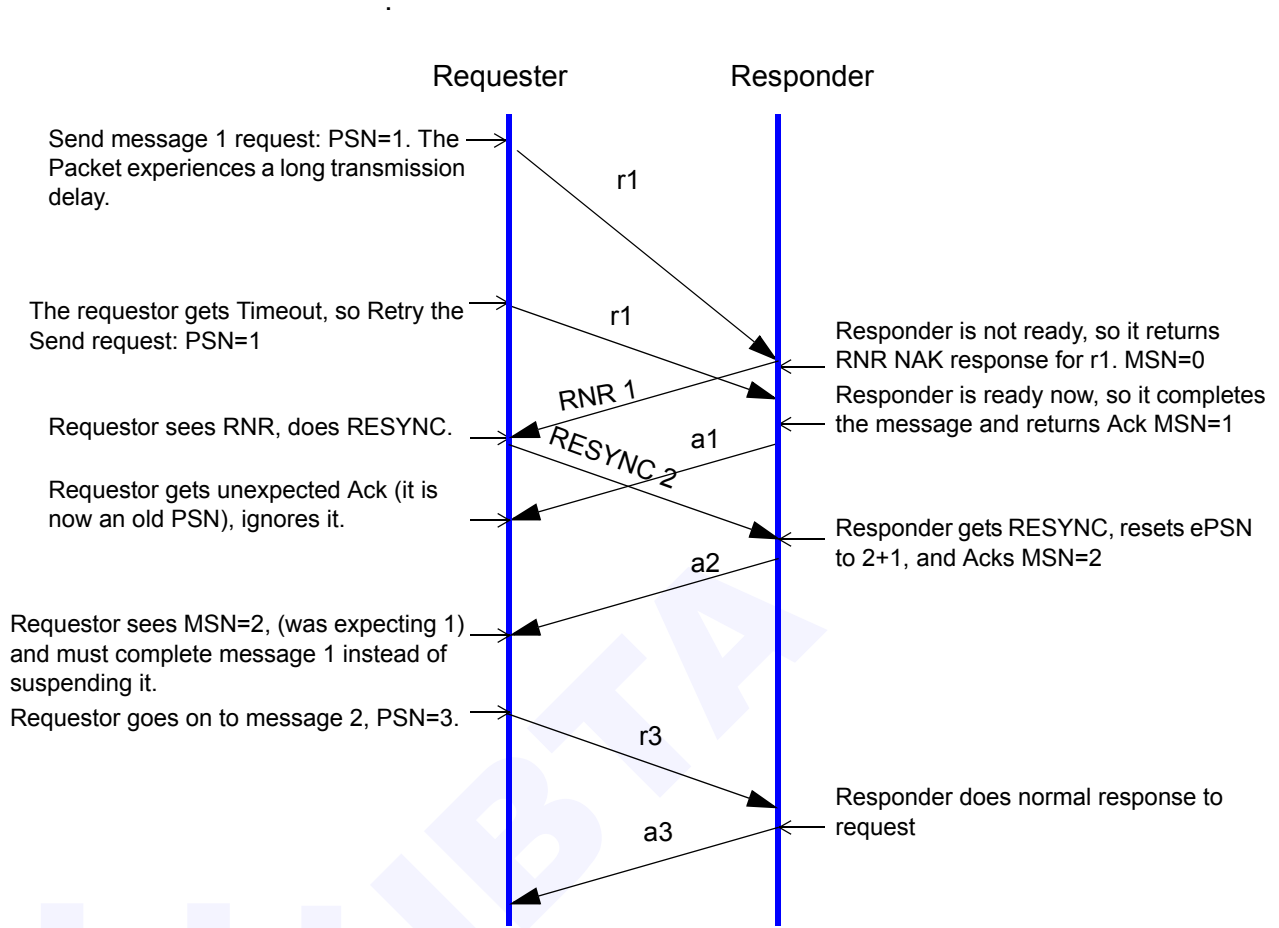 .
Requester
Responder
Send message 1 request: PSN=1. The
Packet experiences a long transmission
delay.
r1
The requestor gets Timeout, so Retry the
Send request: PSN=1
r1
Responder is not ready, so it returns
RNR NAK response for r1. MSN=0
RNR 1
Responder is ready now, so it completes
the message and returns Ack MSN=1
Requestor sees RNR, does RESYNC.
RESYNC 2
a1
Requestor gets unexpected Ack (it is
now an old PSN), ignores it.
Responder gets RESYNC, resets ePSN
to 2+1, and Acks MSN=2
a2
Requestor sees MSN=2, (was expecting 1)
and must complete message 1 instead of
suspending it.
Requestor goes on to message 2, PSN=3.
r3
Responder does normal response to
request
a3
IBTA